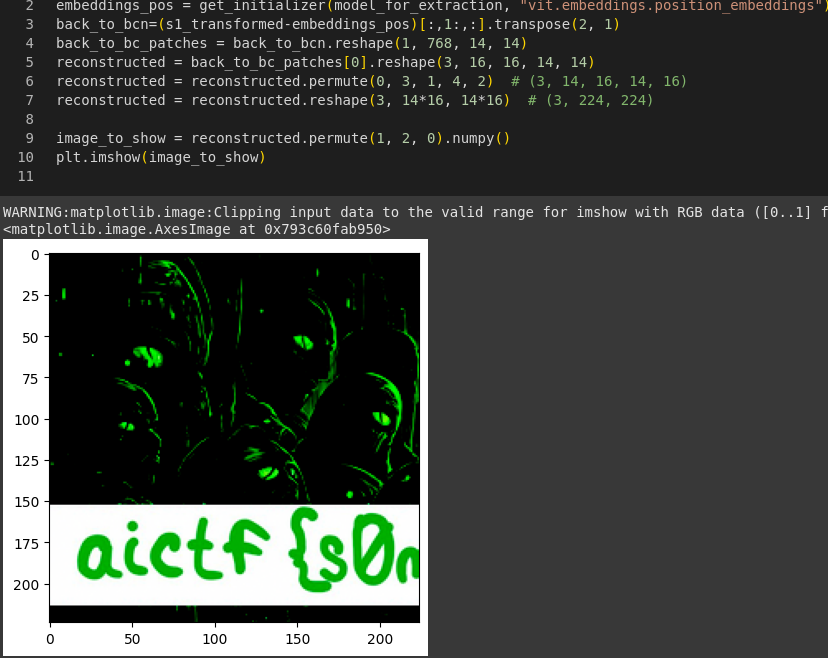 2 embeddings_pos = get_initializer(model_for_extraction, "vit.embeddings.position_embeddings")
3 back_to_bcn=(s1_transformed-embeddings_pos)[:,1:,:].transpose(2, 1)
4 back_to_bc_patches = back_to_bcn.reshape(1, 768, 14, 14)
5 reconstructed = back_to_bc_patches[0].reshape(3, 16, 16, 14, 14)
6 reconstructed = reconstructed.permute(0, 3, 1, 4, 2)  # (3, 14, 16, 14, 16)
7 reconstructed = reconstructed.reshape(3, 14*16, 14*16)  # (3, 224, 224)
8
9 image_to_show = reconstructed.permute(1, 2, 0).numpy()
10 plt.imshow(image_to_show)
11
WARNING:matplotlib.image:Clipping input data to the valid range for imshow with RGB data ([0..1] f
<matplotlib.image.AxesImage at 0x793c60fab950>
0
25
50
75
100
125
150
175
200
aictf{s0n
0 50 100 150 200